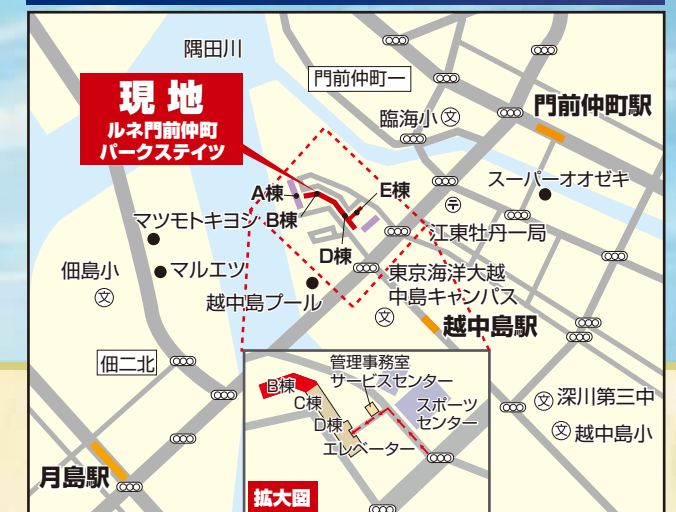 隅田川
門前仲町一
現地
ルネ門前仲町
パークステイツ
臨海小 文
門前仲町駅
スーパーオオゼキ
〒
A棟
E棟
マツモトキヨシ
B棟
江東牡丹一局
D棟
佃島小
文
マルエツ
東京海洋大越
中島キャンパス
文
越中島プール
越中島駅
佃二北
管理事務室
サービスセンター
B棟
C棟
スポーツ
センター
D棟
エレベーター
文 深川第三中
文 越中島小
月島駅
拡大図